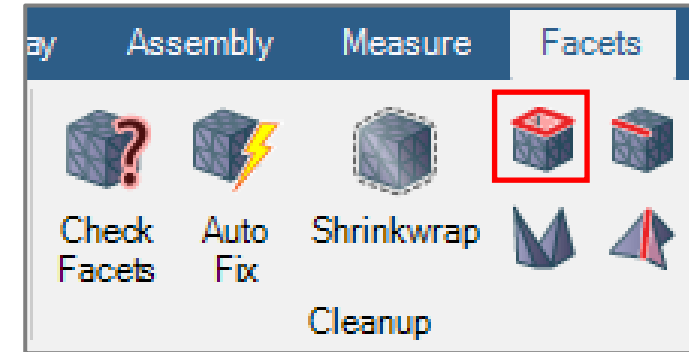 ay Assembly Measure Facets
Check Auto Shrinkwrap
Facets Fix
Cleanup